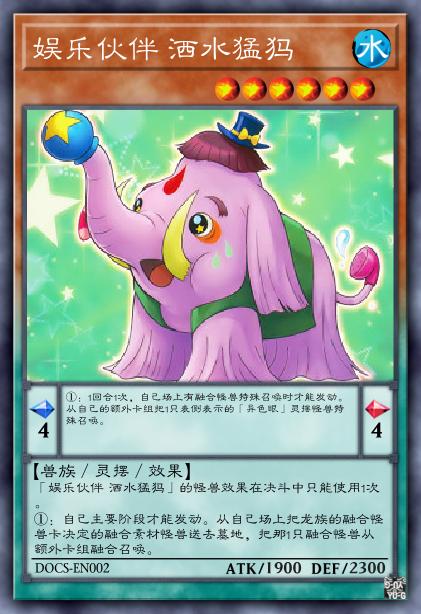 娱乐伙伴 洒水猛犸
水
①：1回合1次，自己场上有融合怪兽特殊召唤时才能发动。
从自己的额外卡组把1只表侧表示的「异色眼」灵摆怪兽特
殊召唤。
4
4
【兽族／灵摆／效果】
「娱乐伙伴 洒水猛犸」的怪兽效果在决斗中只能使用1次
。
①：自己主要阶段才能发动。从自己场上把龙族的融合怪
兽卡决定的融合素材怪兽送去墓地，把那1只融合怪兽从
额外卡组融合召唤。
DOCS-EN002
ATK/1900 DEF/2300